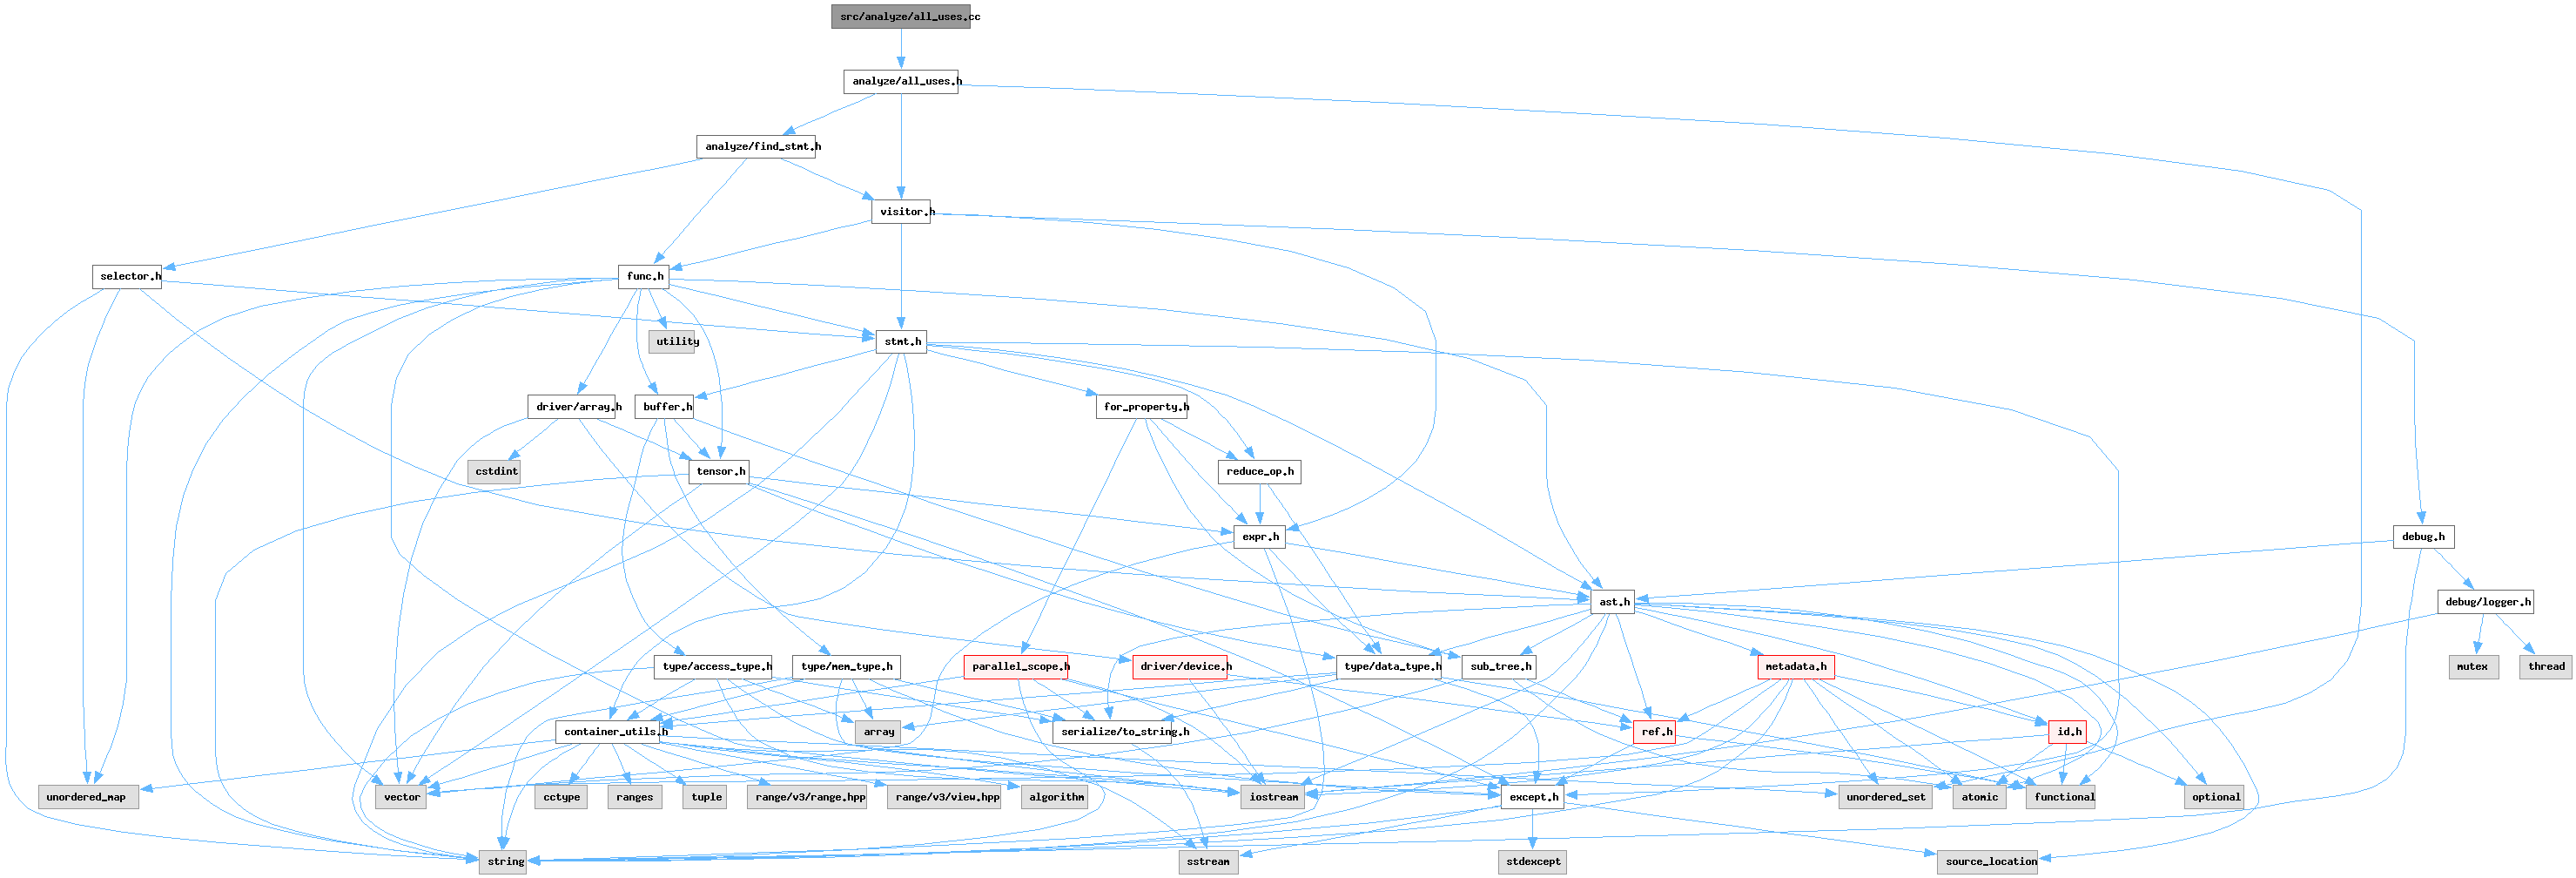 src/analyze/all_uses.cc
analyze/all_uses.h
analyze/find_stmt.h
visitor.h
selector.h
func.h
utility
stmt.h
driver/array.h
buffer.h
for_property.h
cstdint
tensor.h
reduce_op.h
expr.h
debug.h
ast.h
debug/logger.h
type/access_type.h
type/mem_type.h
parallel_scope.h
driver/device.h
type/data_type.h
sub_tree.h
metadata.h
mutex
thread
container_utils.h
array
serialize/to_string.h
ref.h
id.h
unordered_map
vector
cctype
ranges
tuple
range/v3/range.hpp
range/v3/view.hpp
algorithm
iostream
except.h
unordered_set
atomic
functional
optional
string
sstream
stdexcept
source_location